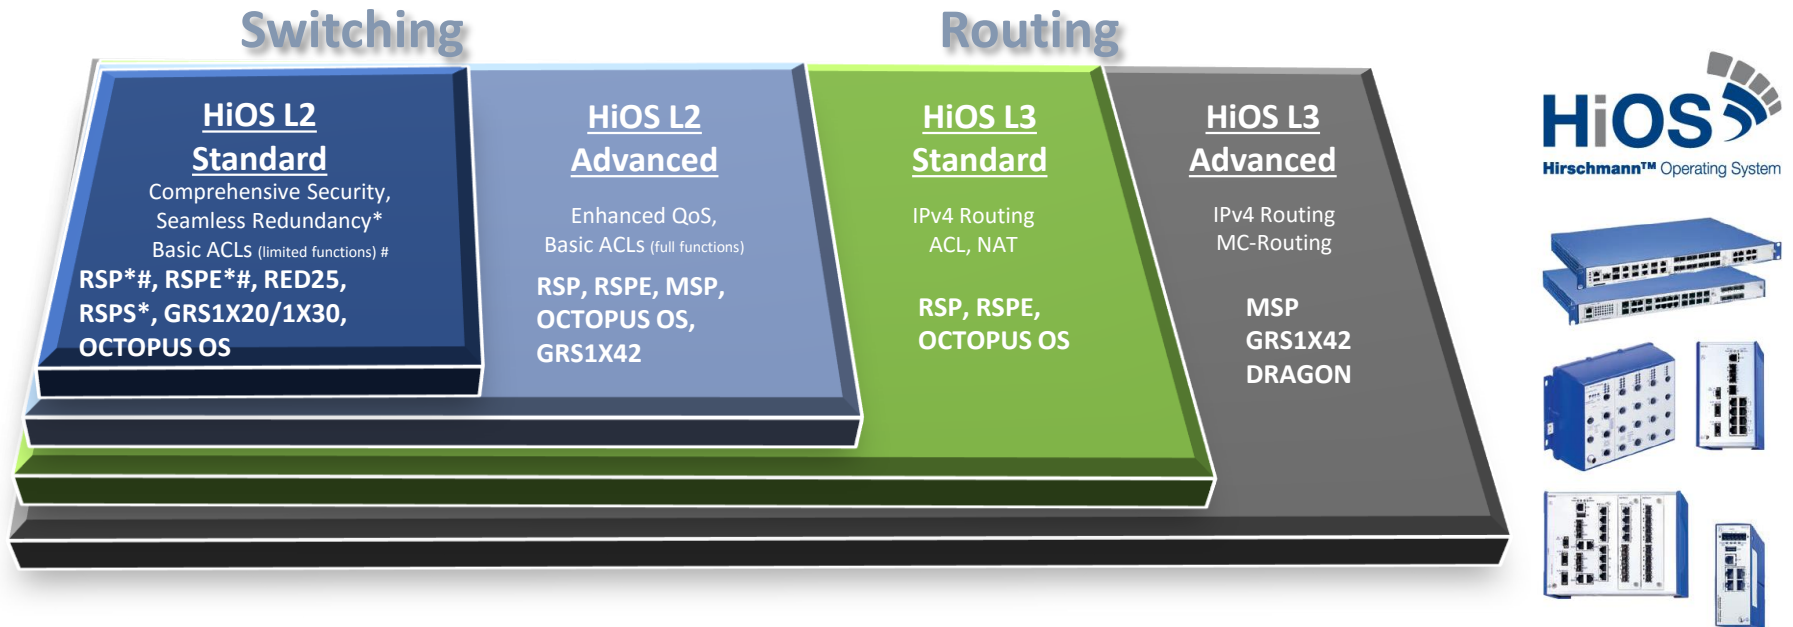 Switching
Routing
HiOS L2
Standard
Comprehensive Security,
Seamless Redundancy*
Basic ACLs (limited functions) #
RSP*#, RSPE*#, RED25,
RSPS*, GRS1X20/1X30,
OCTOPUS OS
HiOS L2
Advanced
Enhanced QoS,
Basic ACLs (full functions)
RSP, RSPE, MSP,
OCTOPUS OS,
GRS1X42
HiOS L3
Standard
IPv4 Routing
ACL, NAT
RSP, RSPE,
OCTOPUS OS
HiOS L3
Advanced
IPv4 Routing
MC-Routing
MSP
GRS1X42
DRAGON
HiOS
Hirschmann™ Operating System